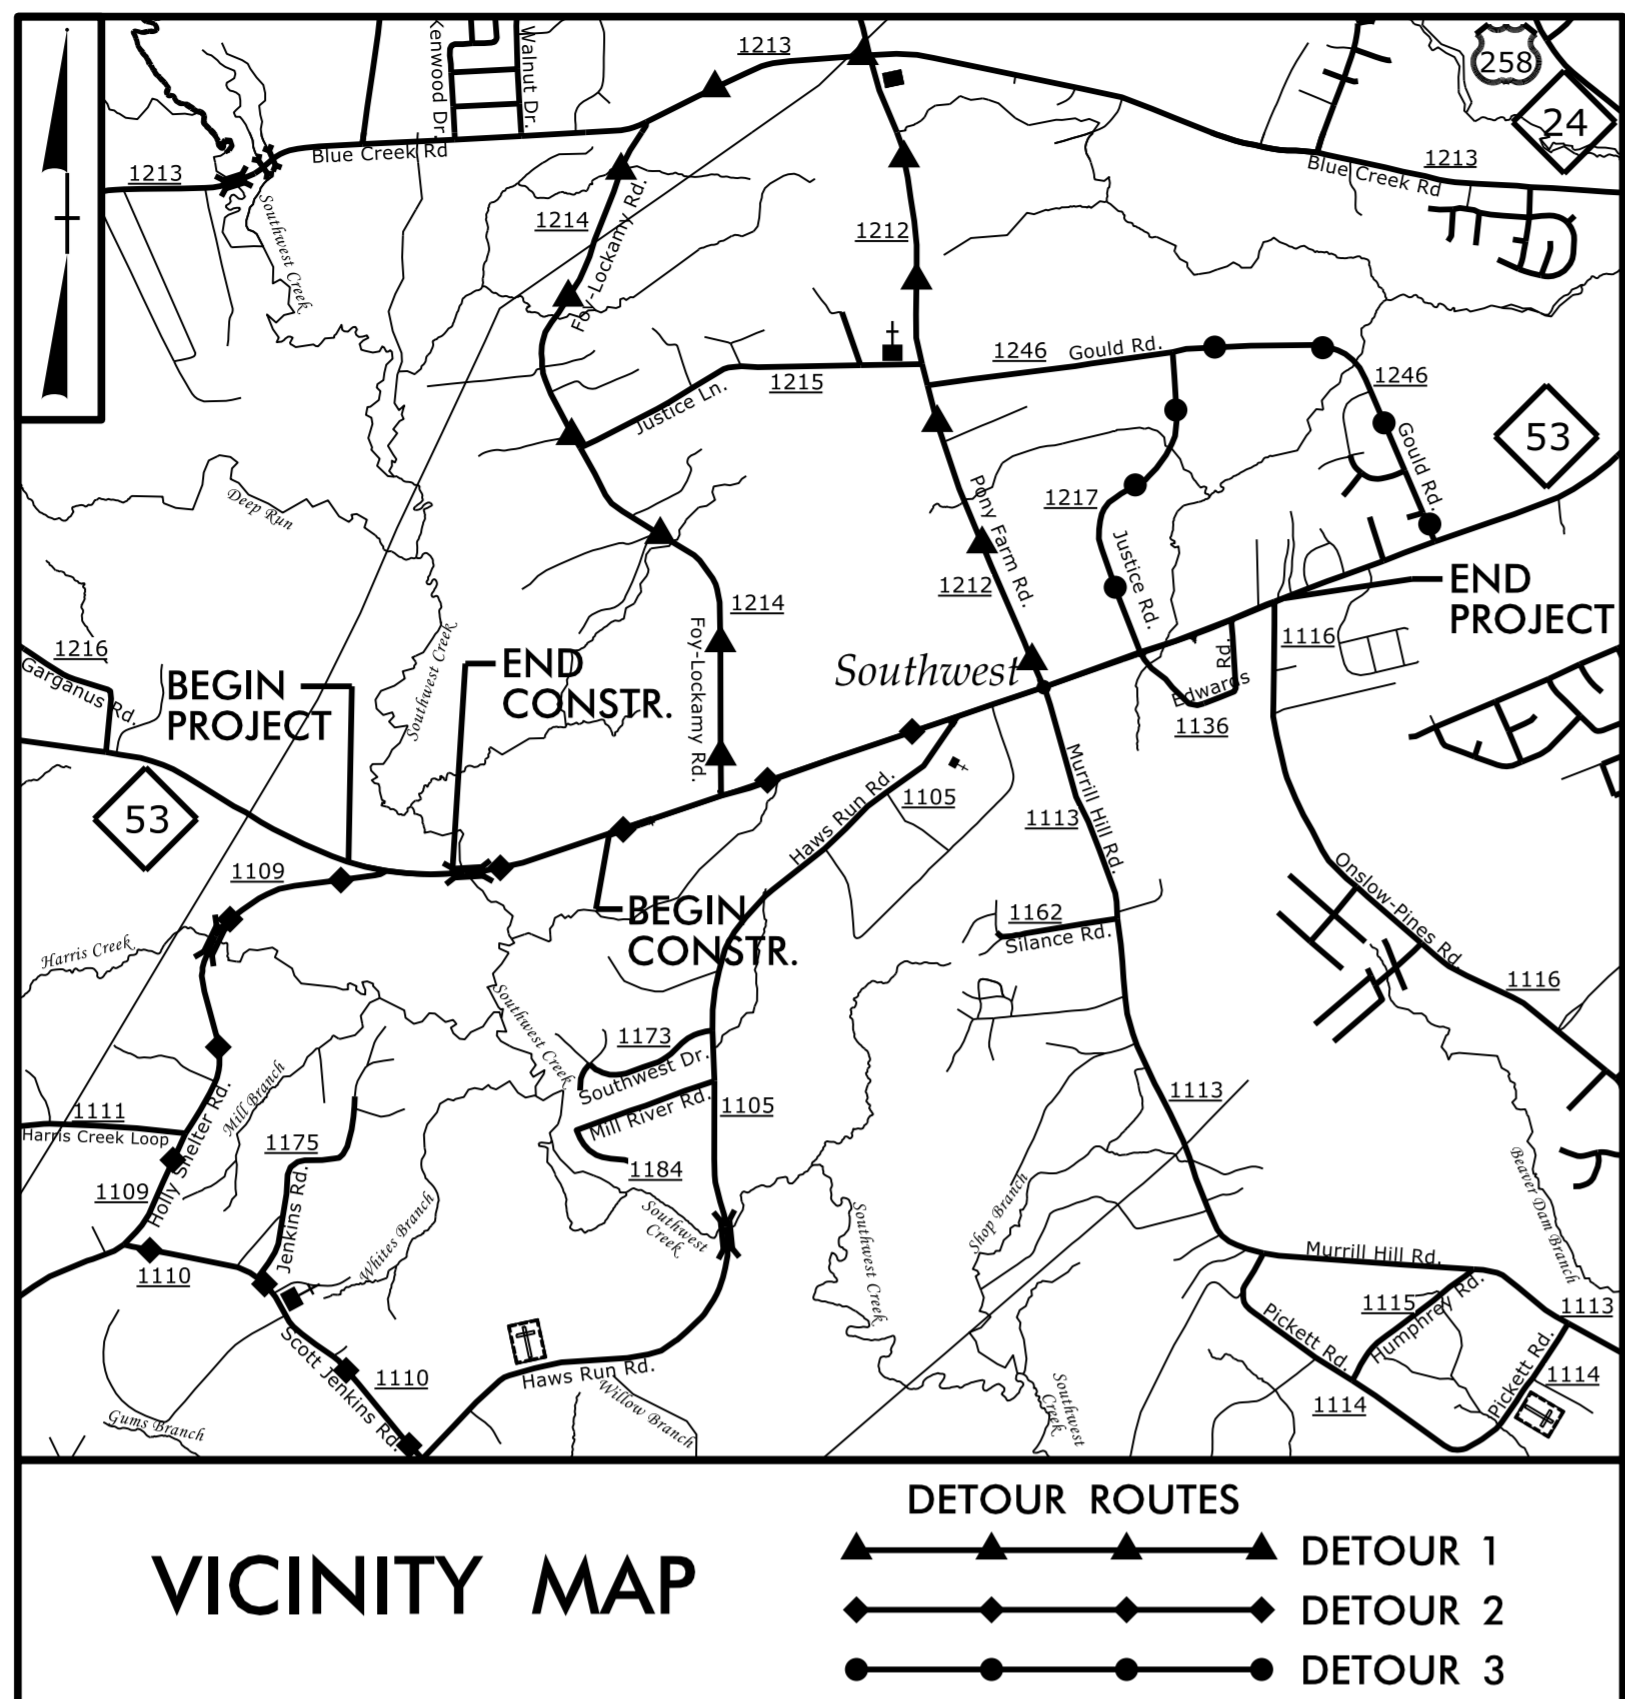 Kenwood Dr.
Walnut Dr.
1213
258
24
Blue Creek Rd
1213
1213
Blue Creek Rd
Southwest Creek
1214
Foy-Lockamy Rd.
1212
1246
Gould Rd.
1246
Gould Rd.
53
1215
Justice Ln.
Deep Run
Pony Farm Rd.
1217
Justice Rd.
1212
1214
Foy-Lockamy Rd.
END
PROJECT
1216
Garganus Rd.
BEGIN
PROJECT
Southwest Creek
END
CONSTR.
Southwest
1116
Edwards
Rd.
1136
53
Haws Run Rd.
1105
Murrill Hill Rd.
1113
1109
BEGIN
CONSTR.
1162
Silance Rd.
Onslow-Pines Rd.
1116
Harris Creek
Southwest Creek
1173
Southwest Dr.
Mill River Rd.
1105
1184
1113
1111
Harris Creek Loop
Holly Shelter Rd.
Mill Branch
1175
Jenkins Rd.
1109
1110
Whites Branch
Southwest
Creek
Southwest Creek
Shop Branch
Beaver Dam Branch
Murrill Hill Rd.
1113
1115
Humphrey Rd.
Pickett Rd.
1114
Pickett Rd.
1114
Scott Jenkins Rd.
1110
Haws Run Rd.
Willow Branch
Gums Branch
Southwest
Creek
VICINITY MAP
DETOUR ROUTES
DETOUR 1
DETOUR 2
DETOUR 3